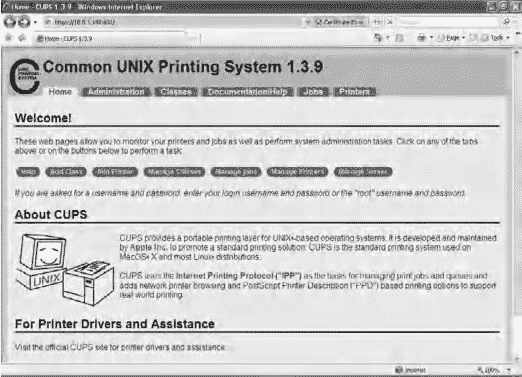 Home - CUPS 1.3.9 - Windows Internet Explorer
Home - CUPS 1.3.9
Page
Tools
Common UNIX Printing System 1.3.9
Home Administration Classes Documentation/Help Jobs Printers
Welcome!
These web pages allow you to monitor your printers and jobs as well as perform system administration tasks. Click on any of the tabs
above or on the buttons below to perform a task.
Help Add Class Add Printer Manage Classes Manage Jobs Manage Printers Manage Server
If you are asked for a username and password, enter your login username and password or the "root" username and password.
About CUPS
CUPS provides a portable printing layer for UNIX-based operating systems. It is developed and maintained
by Apple Inc. to promote a standard printing solution. CUPS is the standard printing system used on
MacOS X and most Linux distributions.
UNIX
CUPS uses the Internet Printing Protocol ("IPP") as the basis for managing print jobs and queues and
adds network printer browsing and PostScript Printer Description ("PPD") based printing options to support
real world printing.
For Printer Drivers and Assistance
Visit the official CUPS site for printer drivers and assistance.
Internet